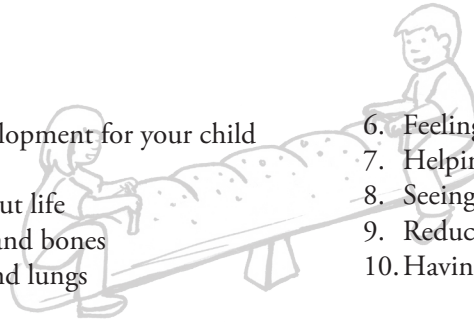 lopment for your child
ut life
and bones
nd lungs
6. Feeling
7. Helpin
8. Seeing
9. Reduc
10. Havin